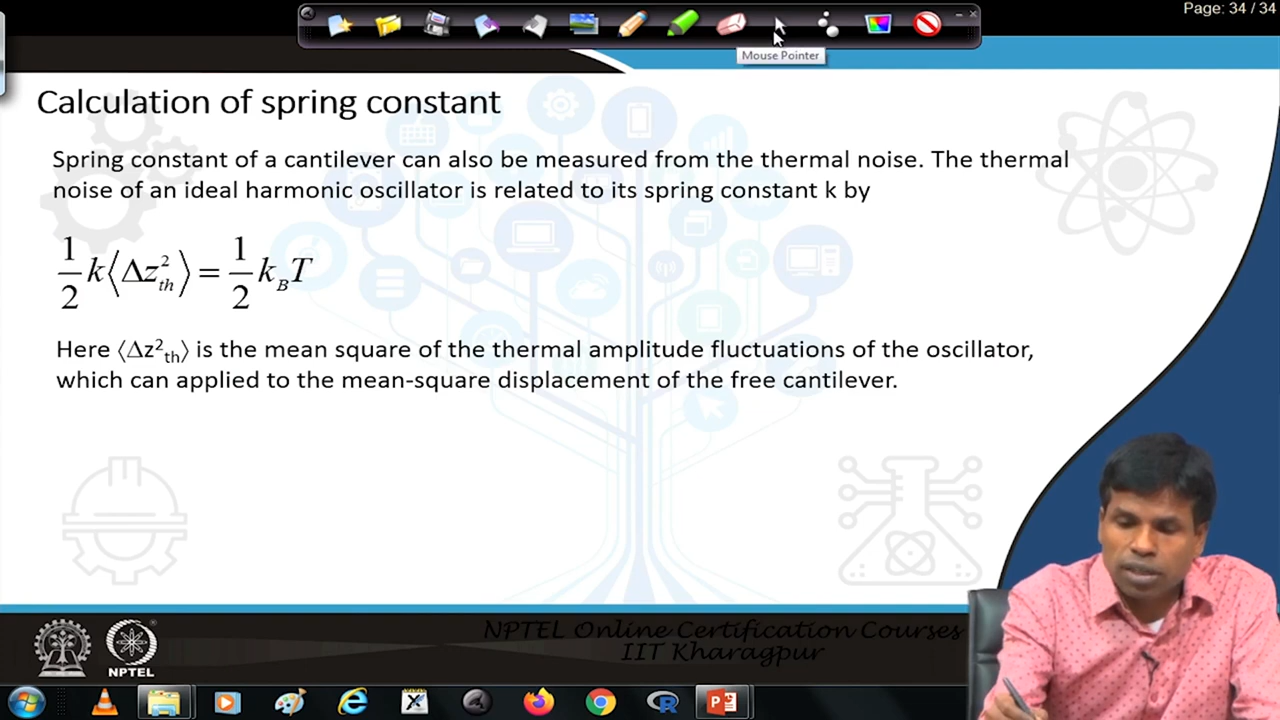 Page: 34 / 34
Mouse Pointer
Calculation of spring constant
Spring constant of a cantilever can also be measured from the thermal noise. The thermal
noise of an ideal harmonic oscillator is related to its spring constant k by
1/2 k⟨Δz²_th⟩ = 1/2 k_B T
Here ⟨Δz²_th⟩ is the mean square of the thermal amplitude fluctuations of the oscillator,
which can applied to the mean-square displacement of the free cantilever.
NPTEL Online Certification Courses
IIT Kharagpur
NPTEL